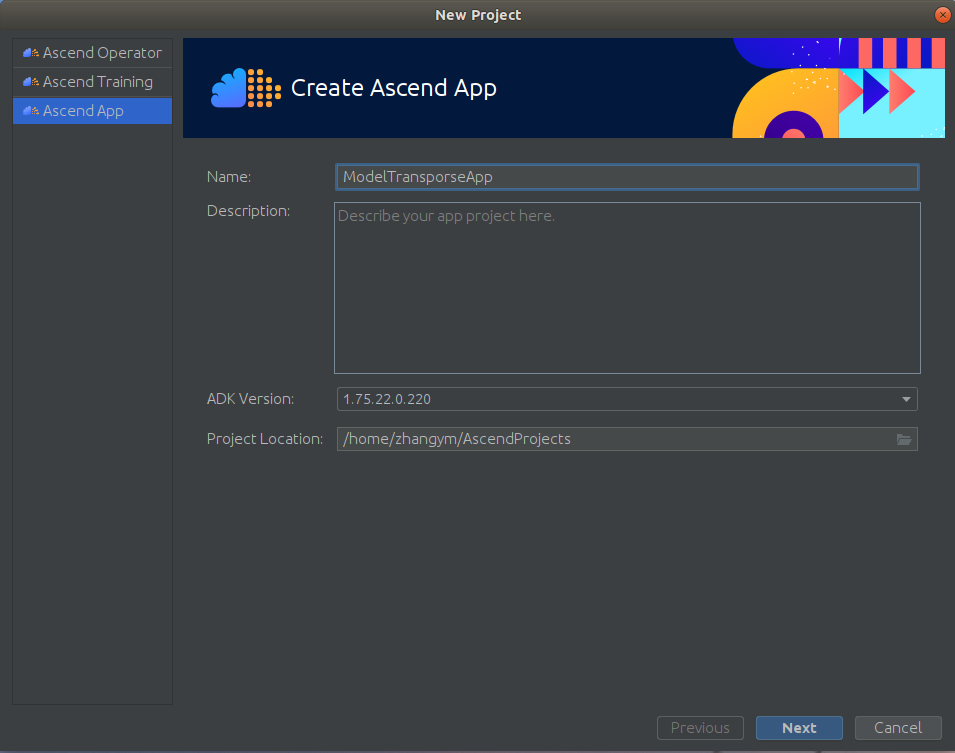 New Project
Ascend Operator
Ascend Training
Ascend App
Create Ascend App
Name: ModelTransporseApp
Description: Describe your app project here.
ADK Version: 1.75.22.0.220
Project Location: /home/zhangym/AscendProjects
Previous Next Cancel